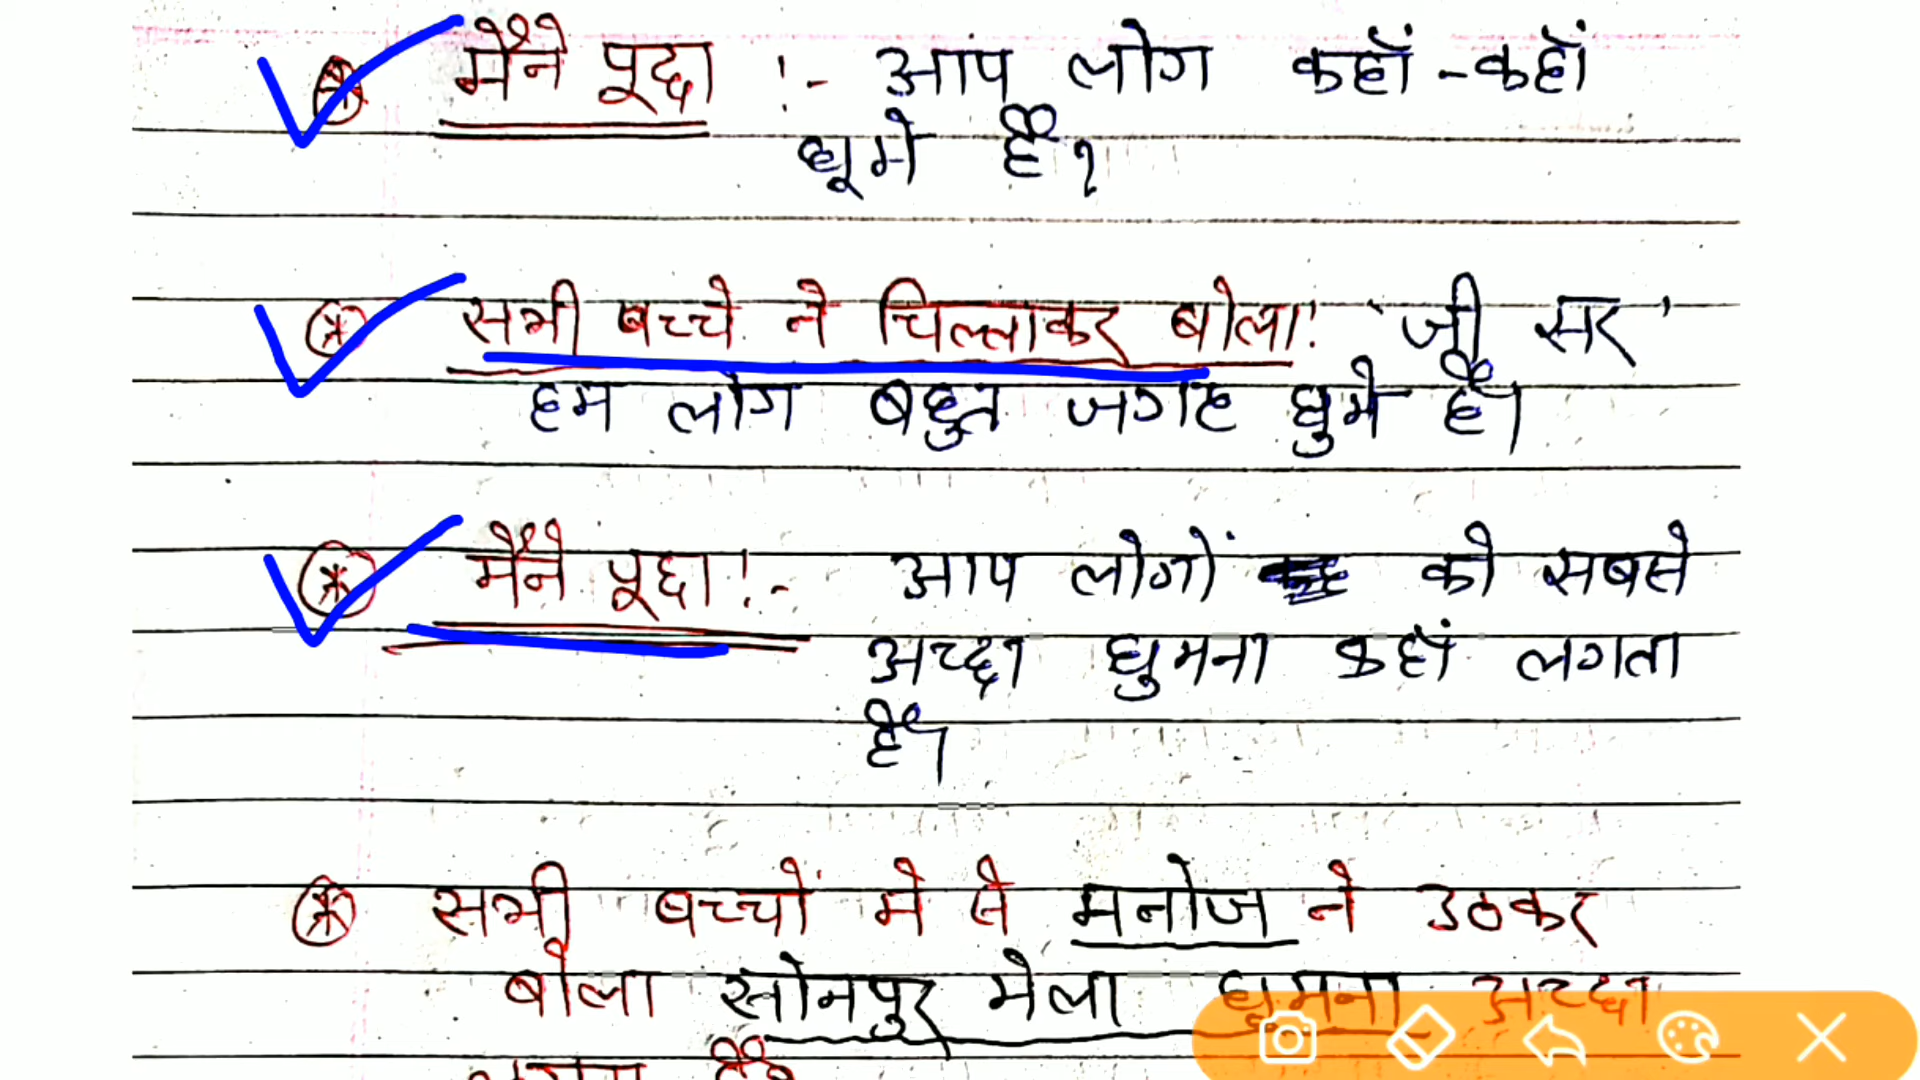 मैंने पूछा :- आप लोग कहाँ-कहाँ
घूमे हैं?
सभी बच्चे ने चिल्लाकर बोला! 'जी सर'
हम लोग बहुत जगह घुमे हैं।
मैंने पूछा!- आप लोगों को सबसे
अच्छा घुमना कहाँ लगता
है।
सभी बच्चों में से मनोज ने उठकर
बोला सोनपुर मेला घुमना अच्छा